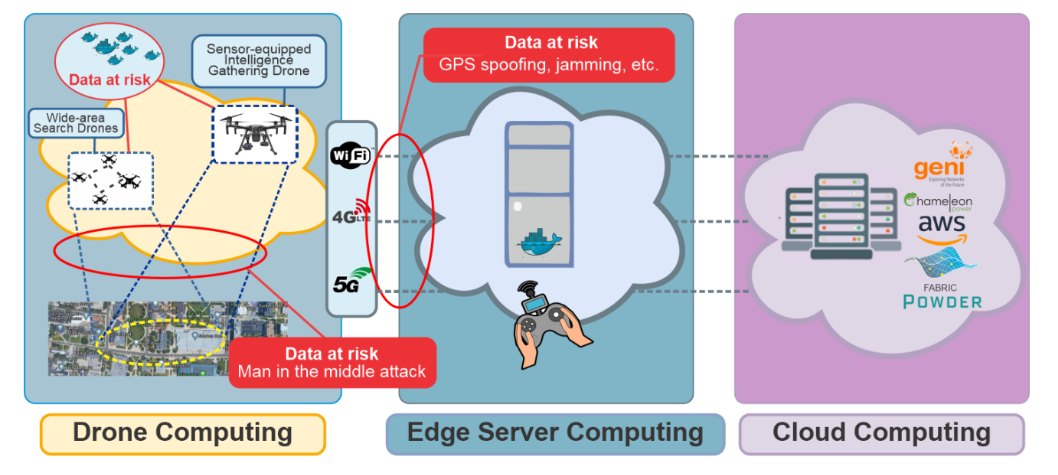 Data at risk
Sensor-equipped
Intelligence
Gathering Drone
Wide-area
Search Drones
Data at risk
GPS spoofing, jamming, etc.
WiFi
4G LTE
5G
Data at risk
Man in the middle attack
geni
Exploring Networks
of the Future
hameleon
power
aws
FABRIC
POWDER
Drone Computing
Edge Server Computing
Cloud Computing